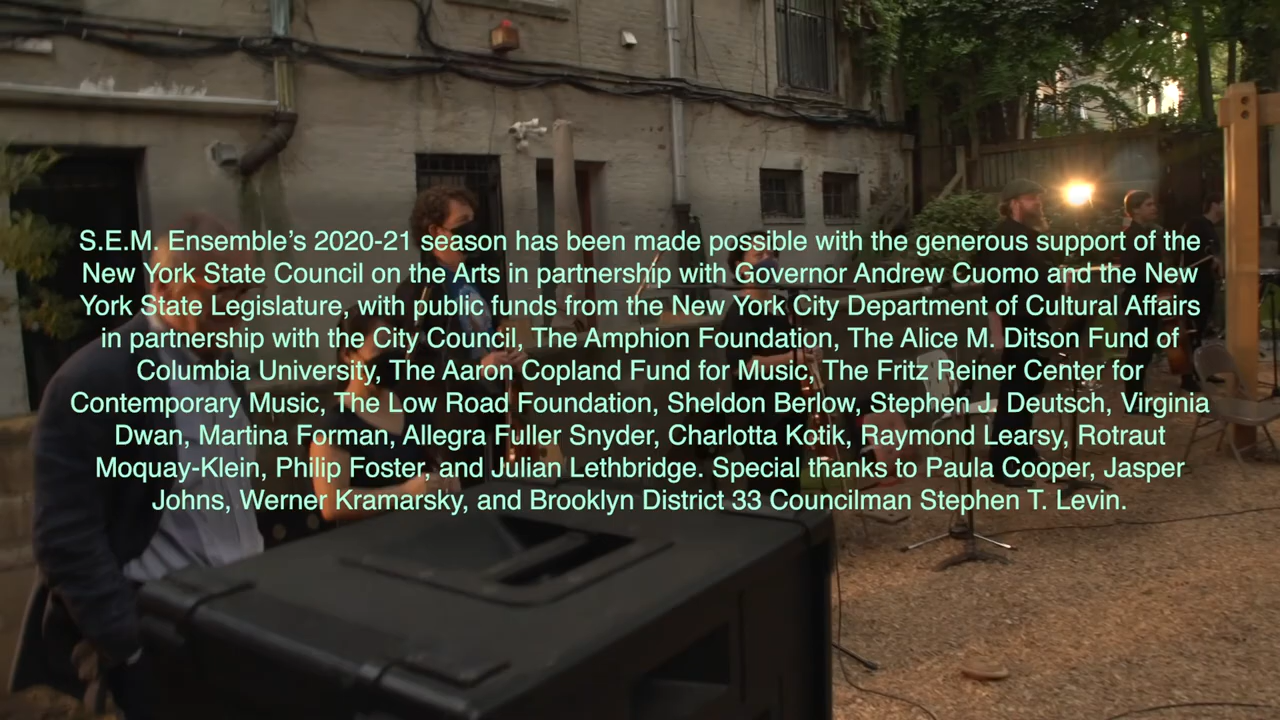 S.E.M. Ensemble’s 2020-21 season has been made possible with the generous support of the
New York State Council on the Arts in partnership with Governor Andrew Cuomo and the New
York State Legislature, with public funds from the New York City Department of Cultural Affairs
in partnership with the City Council, The Amphion Foundation, The Alice M. Ditson Fund of
Columbia University, The Aaron Copland Fund for Music, The Fritz Reiner Center for
Contemporary Music, The Low Road Foundation, Sheldon Berlow, Stephen J. Deutsch, Virginia
Dwan, Martina Forman, Allegra Fuller Snyder, Charlotta Kotik, Raymond Learsy, Rotraut
Moquay-Klein, Philip Foster, and Julian Lethbridge. Special thanks to Paula Cooper, Jasper
Johns, Werner Kramarsky, and Brooklyn District 33 Councilman Stephen T. Levin.